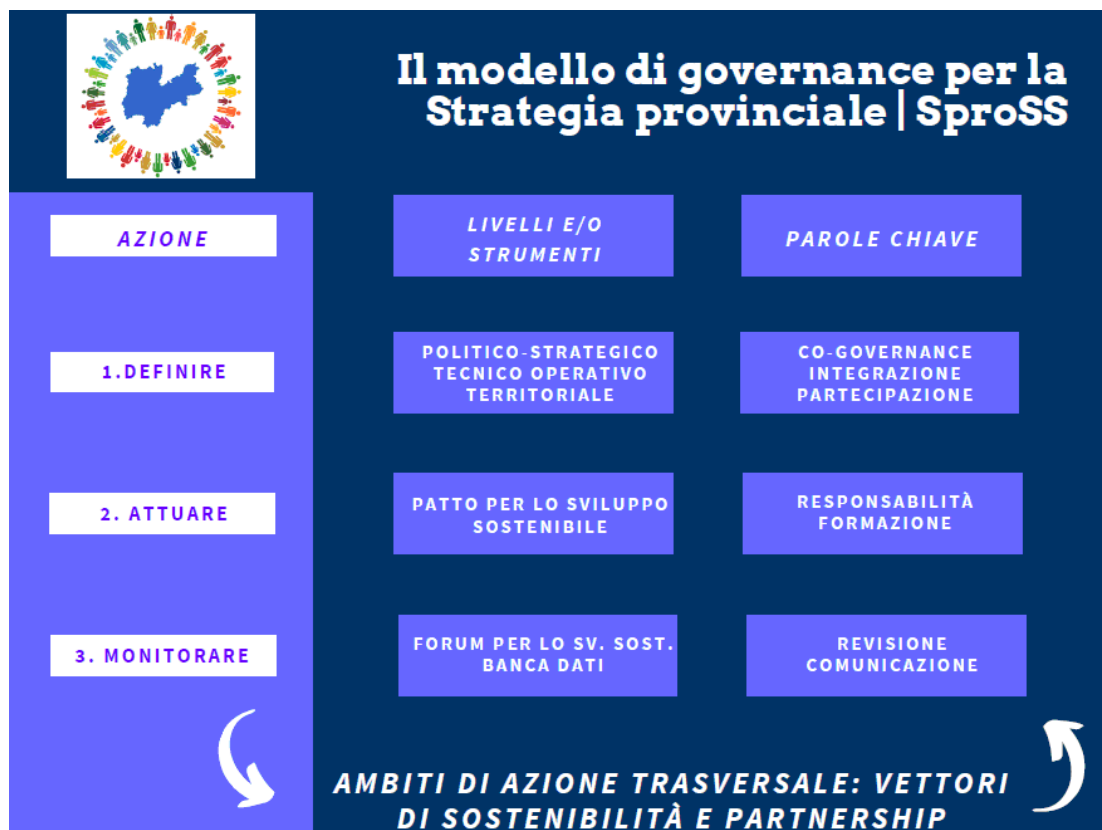 Il modello di governance per la
Strategia provinciale | SproSS
AZIONE
LIVELLI E/O
STRUMENTI
PAROLE CHIAVE
1.DEFINIRE
POLITICO-STRATEGICO
TECNICO OPERATIVO
TERRITORIALE
CO-GOVERNANCE
INTEGRAZIONE
PARTECIPAZIONE
2. ATTUARE
PATTO PER LO SVILUPPO
SOSTENIBILE
RESPONSABILITÀ
FORMAZIONE
3. MONITORARE
FORUM PER LO SV. SOST.
BANCA DATI
REVISIONE
COMUNICAZIONE
AMBITI DI AZIONE TRASVERSALE: VETTORI
DI SOSTENIBILITÀ E PARTNERSHIP